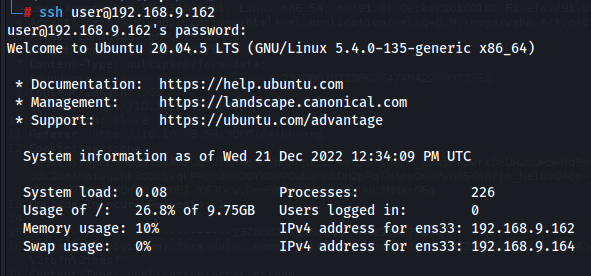 # ssh user@192.168.9.162
user@192.168.9.162's password:
Welcome to Ubuntu 20.04.5 LTS (GNU/Linux 5.4.0-135-generic x86_64)
* Documentation: https://help.ubuntu.com
* Management: https://landscape.canonical.com
* Support: https://ubuntu.com/advantage
System information as of Wed 21 Dec 2022 12:34:09 PM UTC
System load: 0.08 Processes: 226
Usage of /: 26.8% of 9.75GB Users logged in: 0
Memory usage: 10% IPv4 address for ens33: 192.168.9.162
Swap usage: 0% IPv4 address for ens33: 192.168.9.164